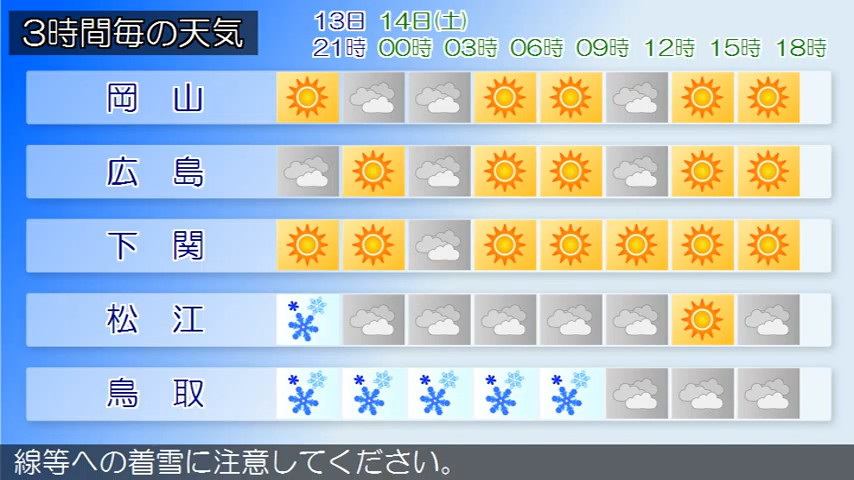 3時間毎の天気
13日 14日(土)
21時 00時 03時 06時 09時 12時 15時 18時
岡 山
広 島
下 関
松 江
鳥 取
線等への着雪に注意してください。